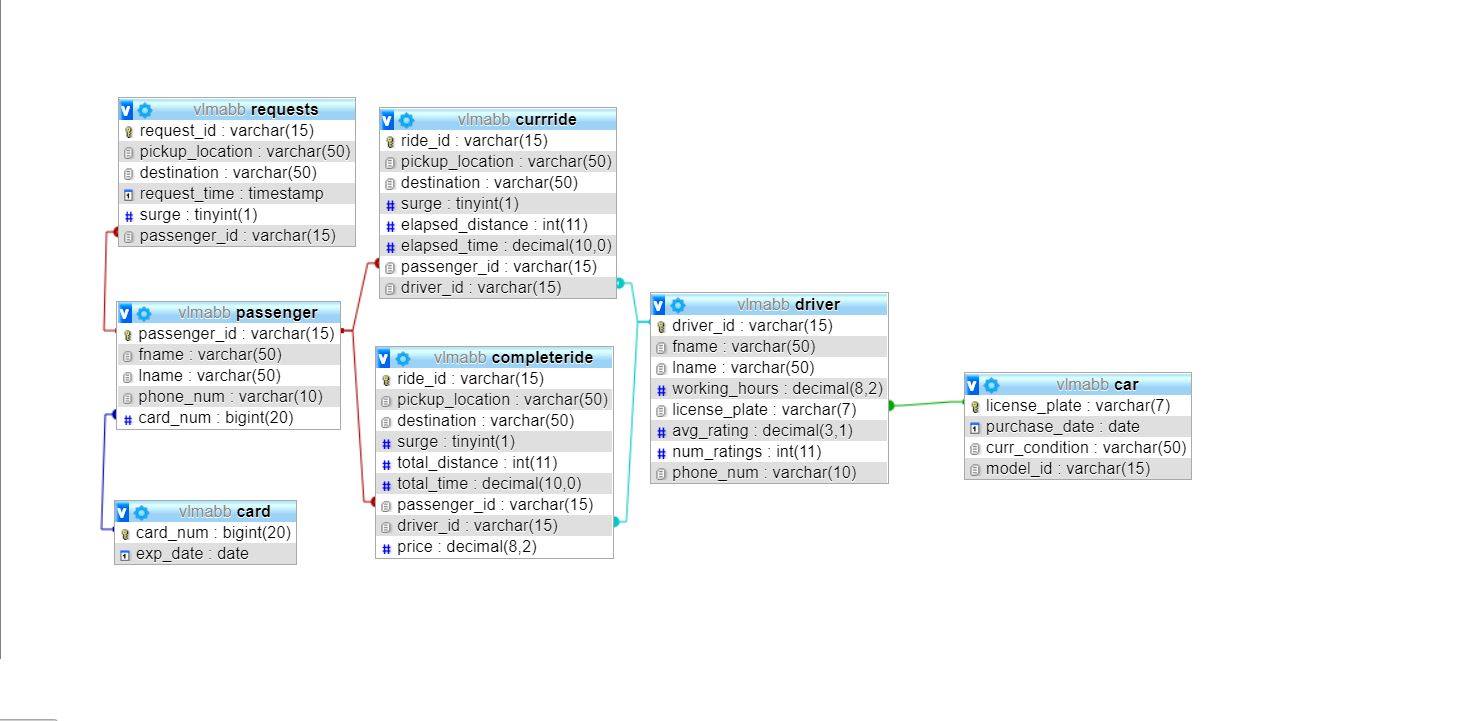 vlmabb requests
request_id : varchar(15)
pickup_location : varchar(50)
destination : varchar(50)
request_time : timestamp
surge : tinyint(1)
passenger_id : varchar(15)
vlmabb currride
ride_id : varchar(15)
pickup_location : varchar(50)
destination : varchar(50)
surge : tinyint(1)
elapsed_distance : int(11)
elapsed_time : decimal(10,0)
passenger_id : varchar(15)
driver_id : varchar(15)
vlmabb passenger
passenger_id : varchar(15)
fname : varchar(50)
lname : varchar(50)
phone_num : varchar(10)
card_num : bigint(20)
vlmabb completeride
ride_id : varchar(15)
pickup_location : varchar(50)
destination : varchar(50)
surge : tinyint(1)
total_distance : int(11)
total_time : decimal(10,0)
passenger_id : varchar(15)
driver_id : varchar(15)
price : decimal(8,2)
vlmabb card
card_num : bigint(20)
exp_date : date
vlmabb driver
driver_id : varchar(15)
fname : varchar(50)
lname : varchar(50)
working_hours : decimal(8,2)
license_plate : varchar(7)
avg_rating : decimal(3,1)
num_ratings : int(11)
phone_num : varchar(10)
vlmabb car
license_plate : varchar(7)
purchase_date : date
curr_condition : varchar(50)
model_id : varchar(15)